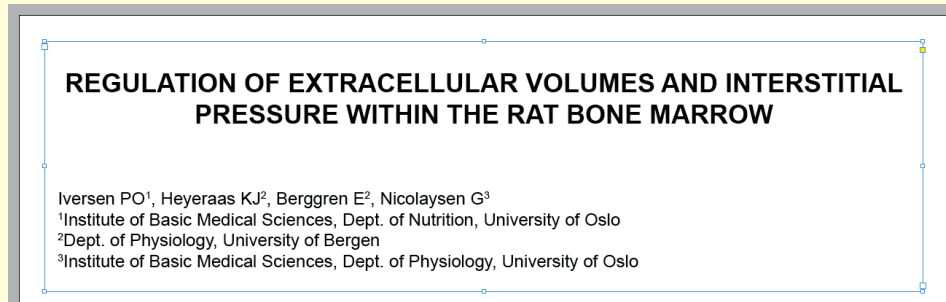 REGULATION OF EXTRACELLULAR VOLUMES AND INTERSTITIAL
PRESSURE WITHIN THE RAT BONE MARROW
Iversen PO¹, Heyeraas KJ², Berggren E², Nicolaysen G³
¹Institute of Basic Medical Sciences, Dept. of Nutrition, University of Oslo
²Dept. of Physiology, University of Bergen
³Institute of Basic Medical Sciences, Dept. of Physiology, University of Oslo